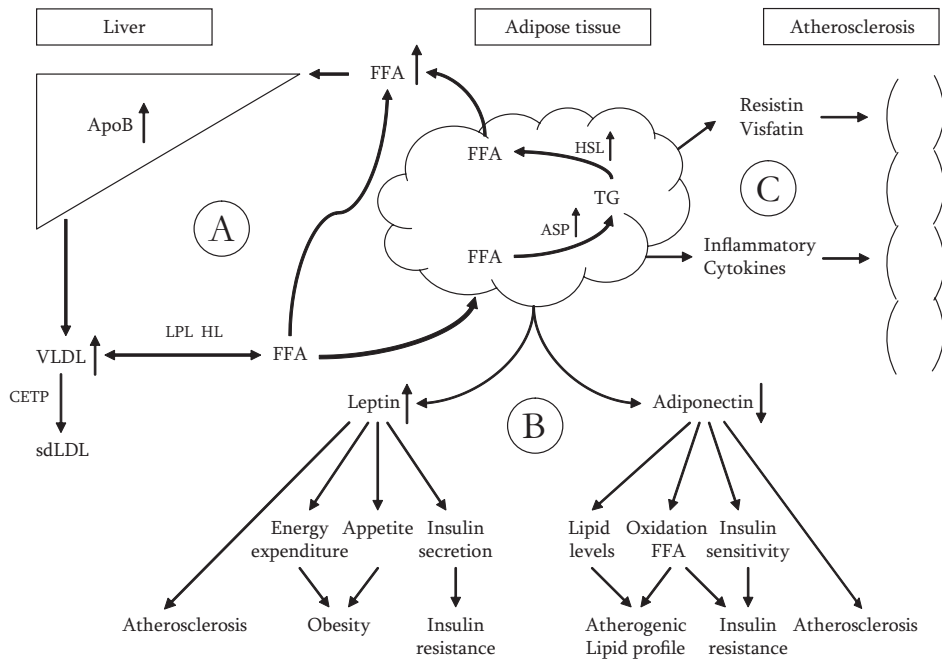 Liver
Adipose tissue
Atherosclerosis
FFA
ApoB
Resistin
Visfatin
HSL
FFA
TG
C
A
ASP
FFA
Inflammatory
Cytokines
LPL HL
VLDL
FFA
CETP
sdLDL
Leptin
B
Adiponectin
Energy
expenditure
Appetite
Insulin
secretion
Lipid
levels
Oxidation
FFA
Insulin
sensitivity
Atherosclerosis
Obesity
Insulin
resistance
Atherogenic
Lipid profile
Insulin
resistance
Atherosclerosis